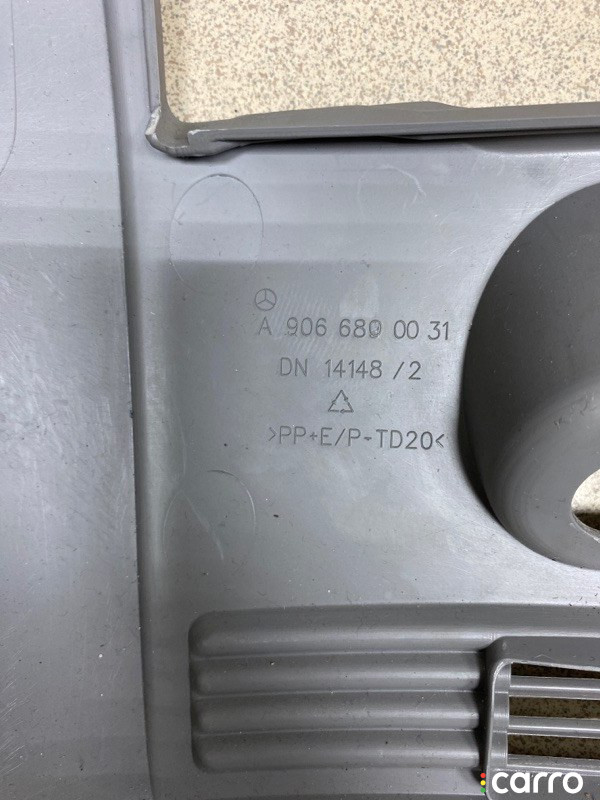 A 906 680 00 31
DN 14148 / 2
>PP+E/P-TD20<
carro